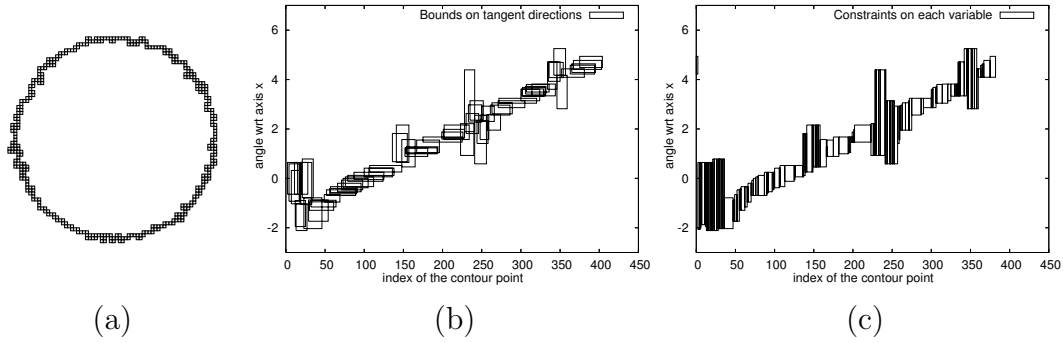 6
4
2
0
-2
Bounds on tangent directions
angle wrt axis x
0 50 100 150 200 250 300 350 400 450
index of the contour point
6
4
2
0
-2
Constraints on each variable
angle wrt axis x
0 50 100 150 200 250 300 350 400 450
index of the contour point
(a) (b) (c)